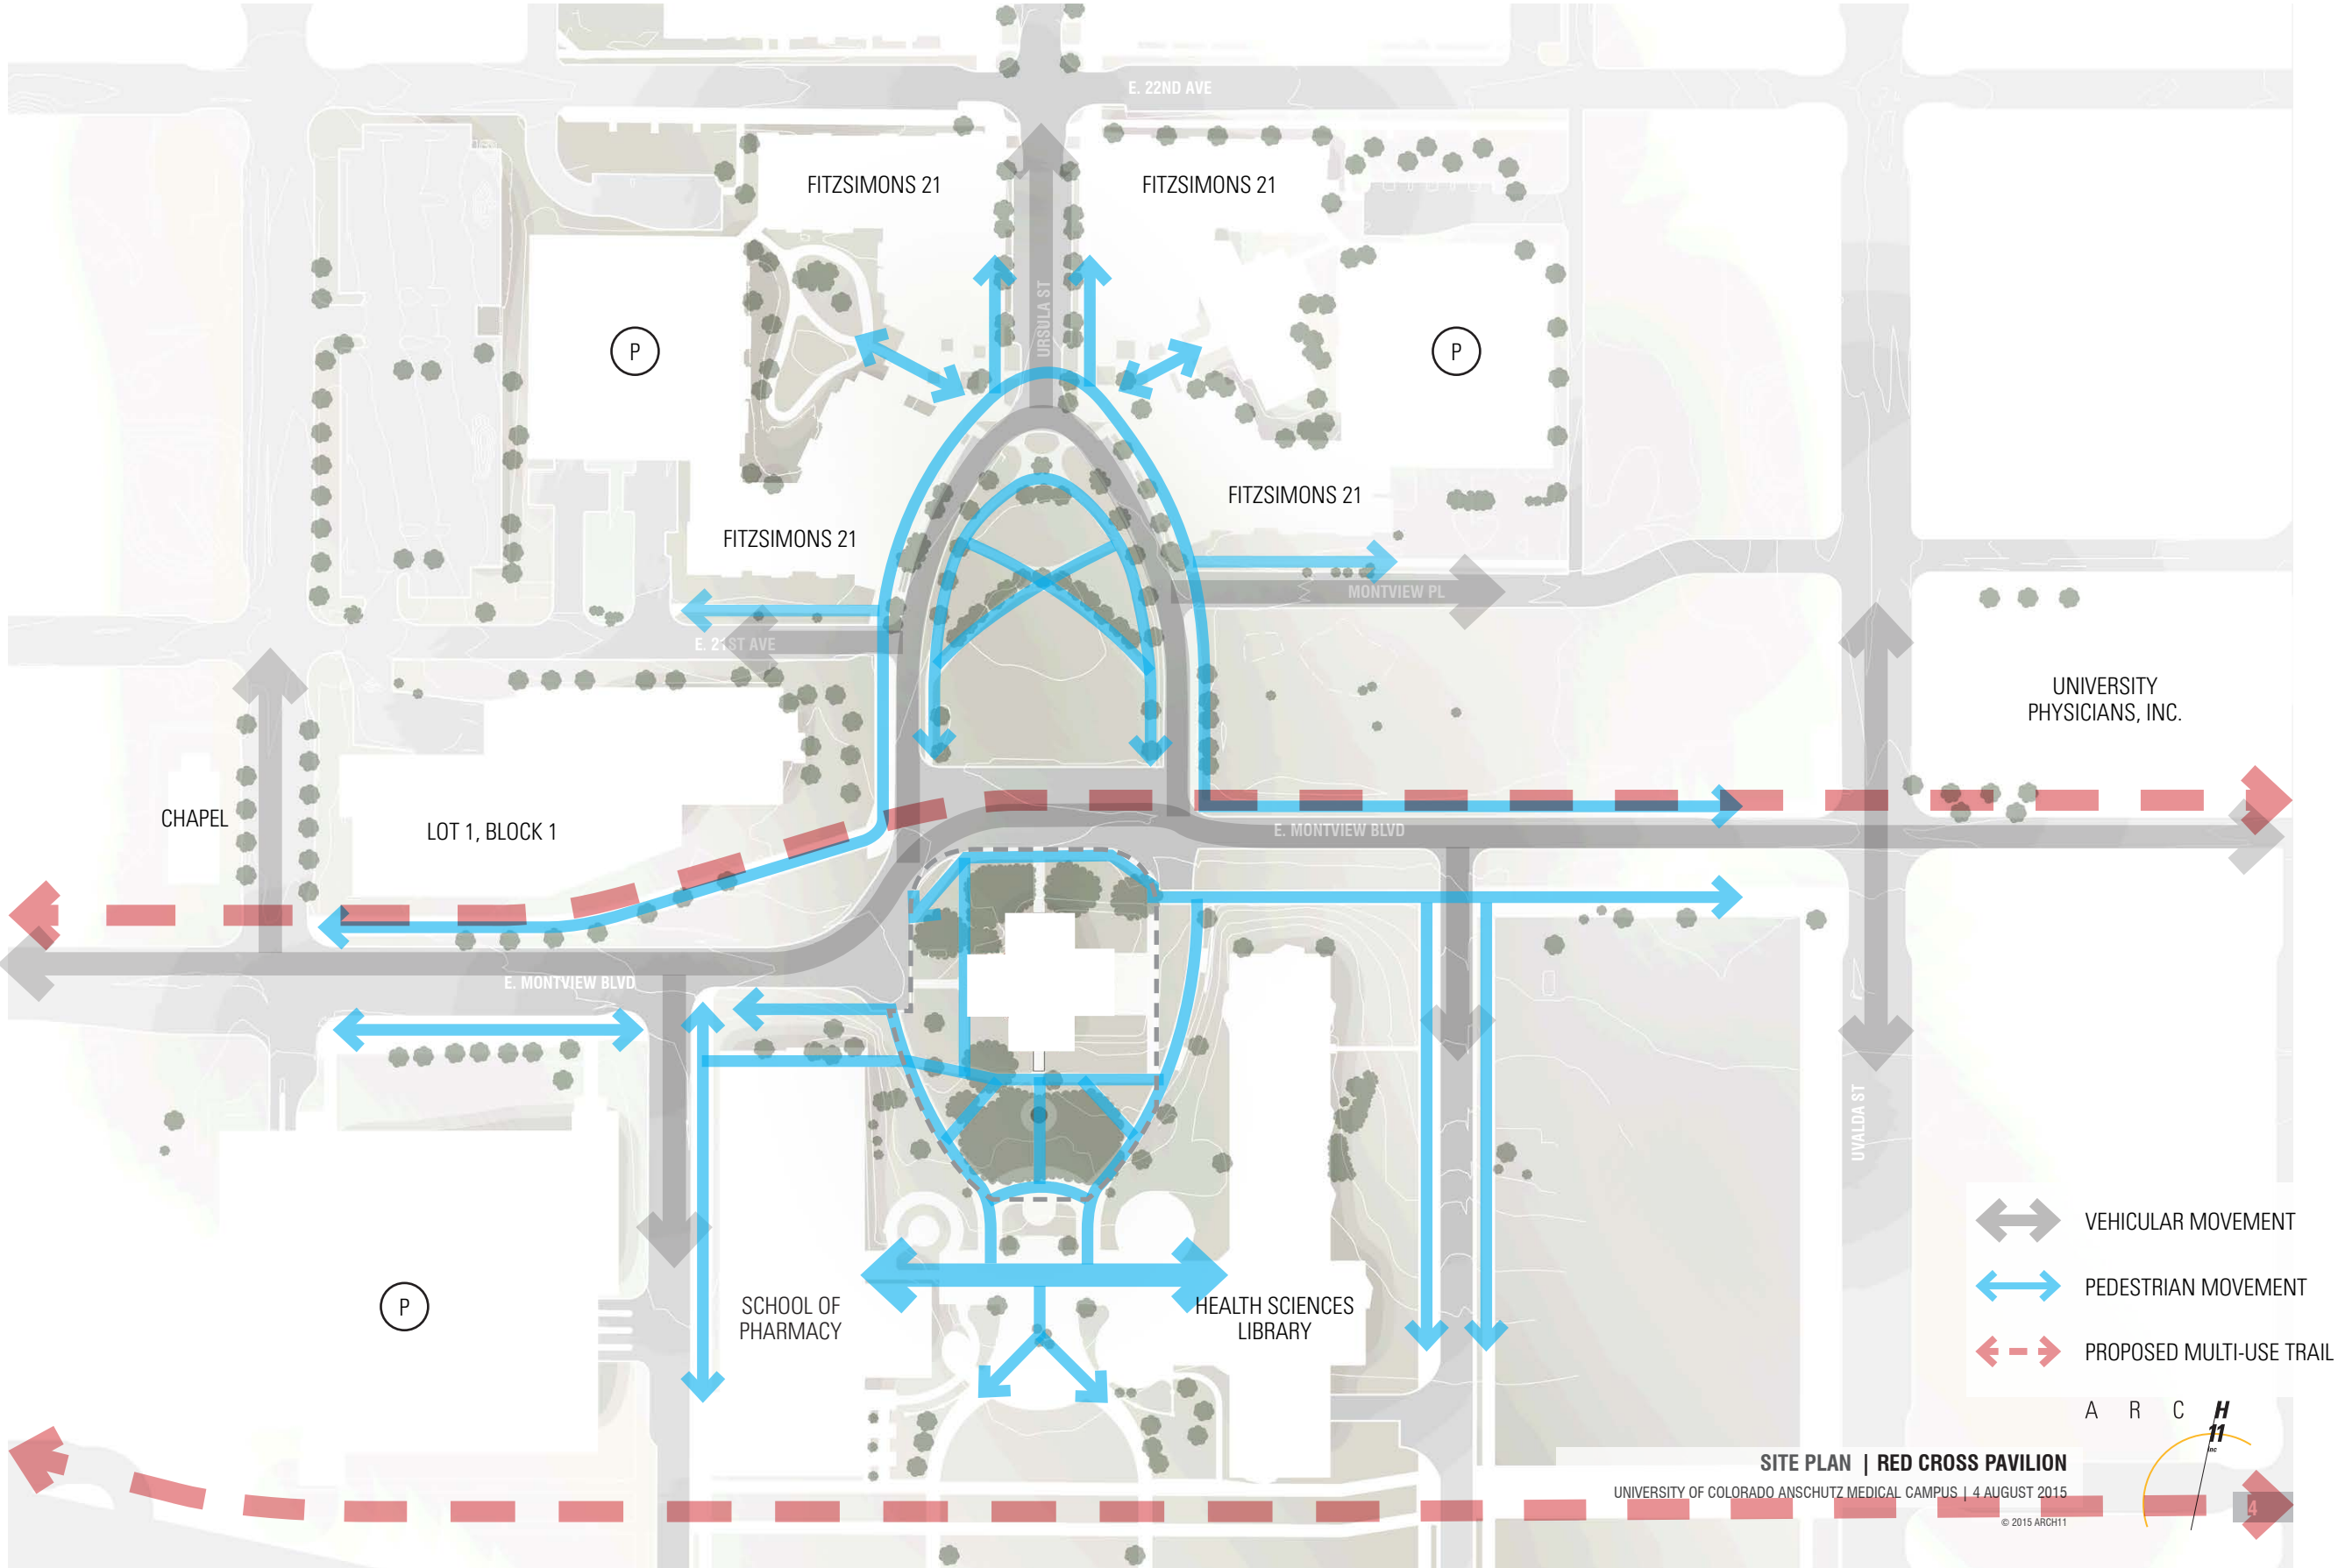 E. 22ND AVE
FITZSIMONS 21
FITZSIMONS 21
URSULA ST
P
P
FITZSIMONS 21
FITZSIMONS 21
MONTVIEW PL
E. 21ST AVE
UNIVERSITY
PHYSICIANS, INC.
CHAPEL
LOT 1, BLOCK 1
E. MONTVIEW BLVD
E. MONTVIEW BLVD
UVALDA ST
P
SCHOOL OF
PHARMACY
HEALTH SCIENCES
LIBRARY
VEHICULAR MOVEMENT
PEDESTRIAN MOVEMENT
PROPOSED MULTI-USE TRAIL
A R C H
11
inc
SITE PLAN | RED CROSS PAVILION
UNIVERSITY OF COLORADO ANSCHUTZ MEDICAL CAMPUS | 4 AUGUST 2015
4
© 2015 ARCH11